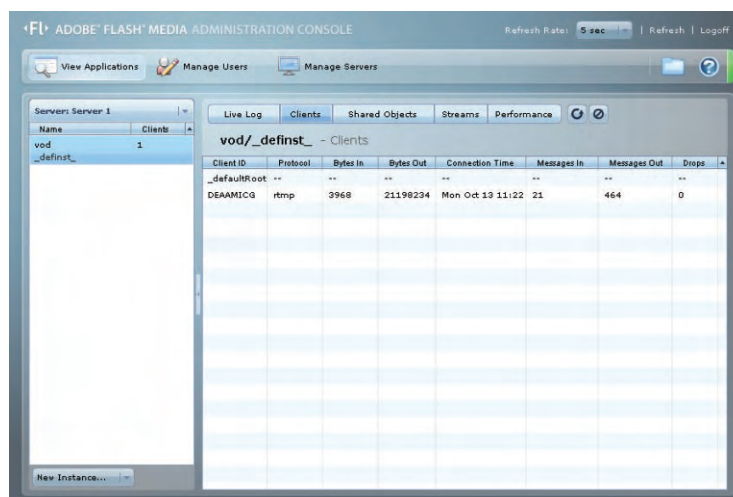 ‹Fl› ADOBE® FLASH® MEDIA ADMINISTRATION CONSOLE Refresh Rate: 5 sec | Refresh | Logoff
View Applications Manage Users Manage Servers ?
Server: Server 1
Name Clients
vod 1
_definst_
New Instance...
Live Log Clients Shared Objects Streams Performance
vod/_definst_ - Clients
Client ID Protocol Bytes In Bytes Out Connection Time Messages In Messages Out Drops
_defaultRoot -- -- -- -- -- -- --
DEAAMICG rtmp 3968 21198234 Mon Oct 13 11:22 21 464 0